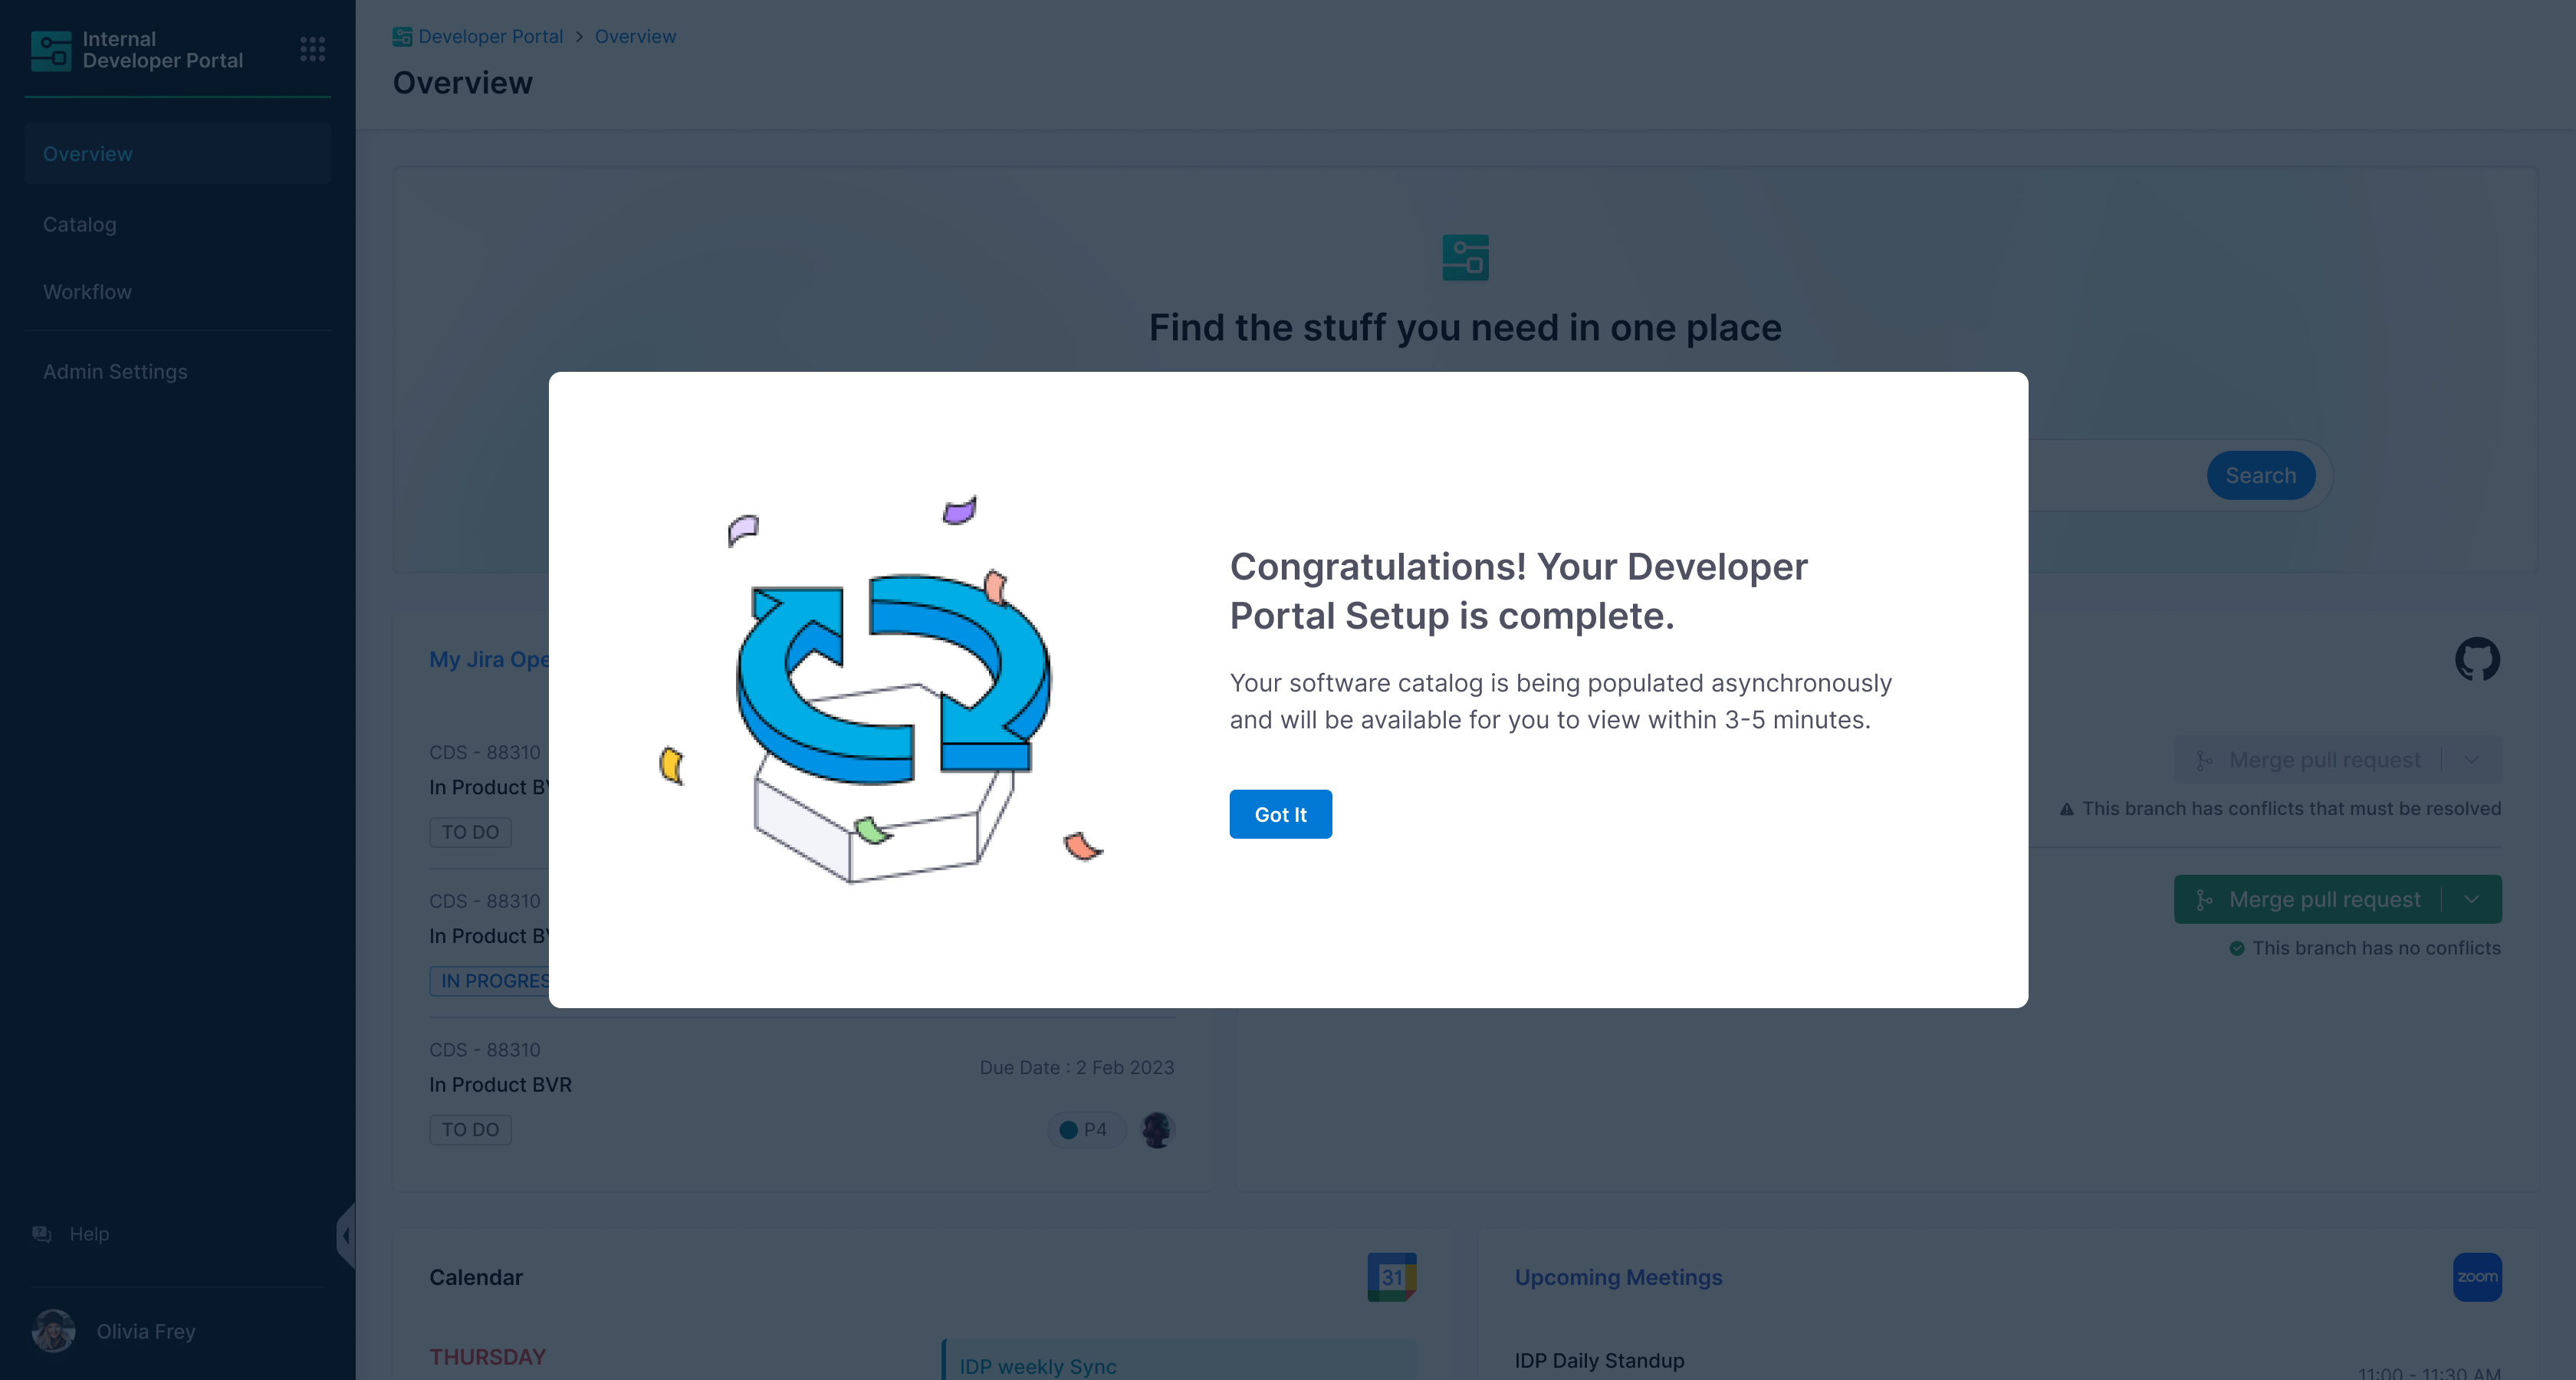 Internal
Developer Portal
Overview
Catalog
Workflow
Admin Settings
Help
Olivia Frey
Developer Portal > Overview
Overview
Find the stuff you need in one place
Search
Congratulations! Your Developer
Portal Setup is complete.
Your software catalog is being populated asynchronously
and will be available for you to view within 3-5 minutes.
Got It
My Jira
CDS - 88310
In Product
TO DO
CDS - 88310
In Product
IN
CDS - 88310
In Product BVR
TO DO
Due Date : 2 Feb 2023
P4
Merge pull request
This branch has conflicts that must be resolved
Merge pull request
This branch has no conflicts
Calendar
31
THURSDAY
IDP weekly Sync
Upcoming Meetings
zoom
IDP Daily Standup
11:00 - 11:30 AM